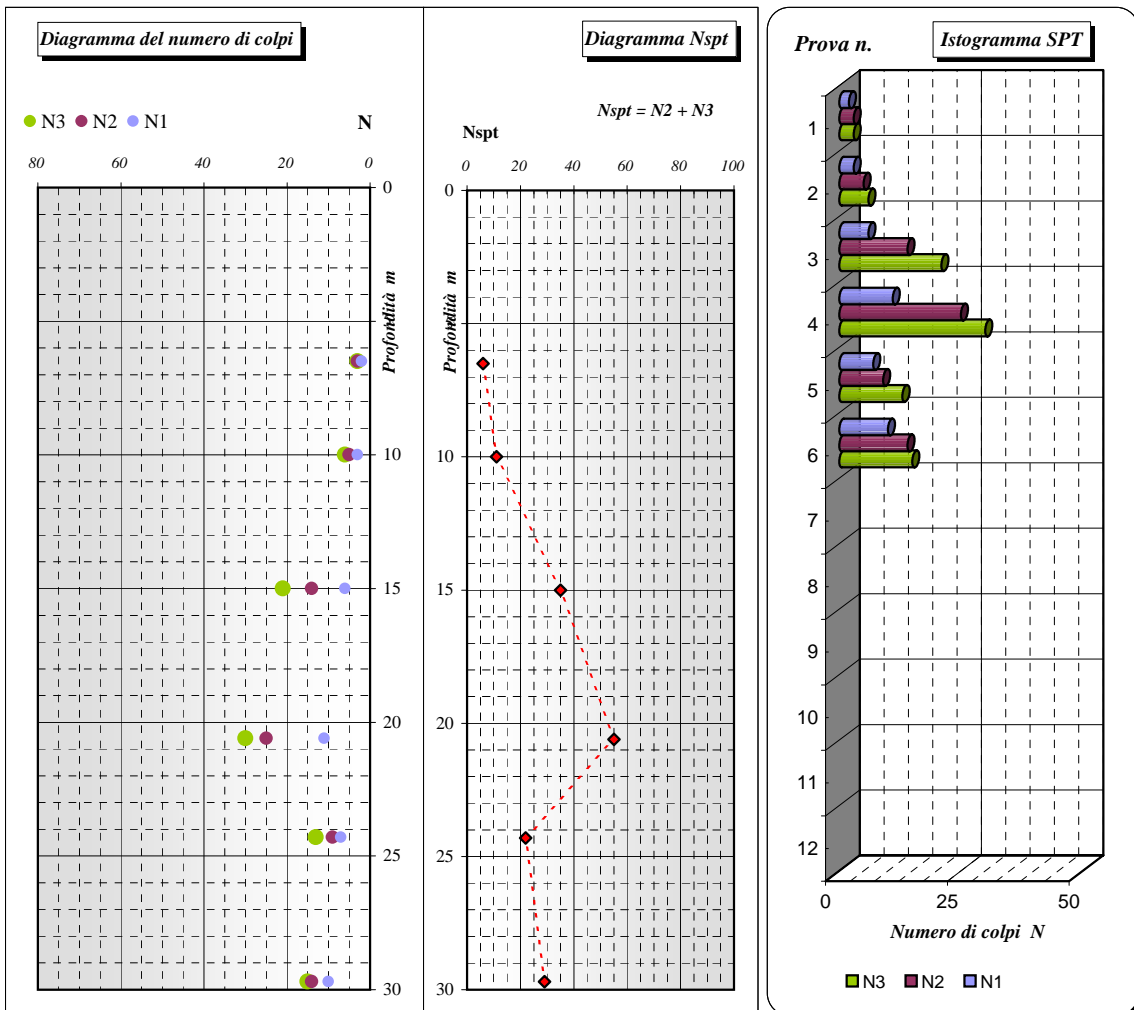 Diagramma del numero di colpi
N3 N2 N1
N
80 60 40 20 0
0
5
10
15
20
25
30
Profondità m
Diagramma Nspt
Nspt = N2 + N3
Nspt
0 20 40 60 80 100
0
5
10
15
20
25
30
Profondità m
Prova n.
Istogramma SPT
1
2
3
4
5
6
7
8
9
10
11
12
0 25 50
Numero di colpi N
N3 N2 N1